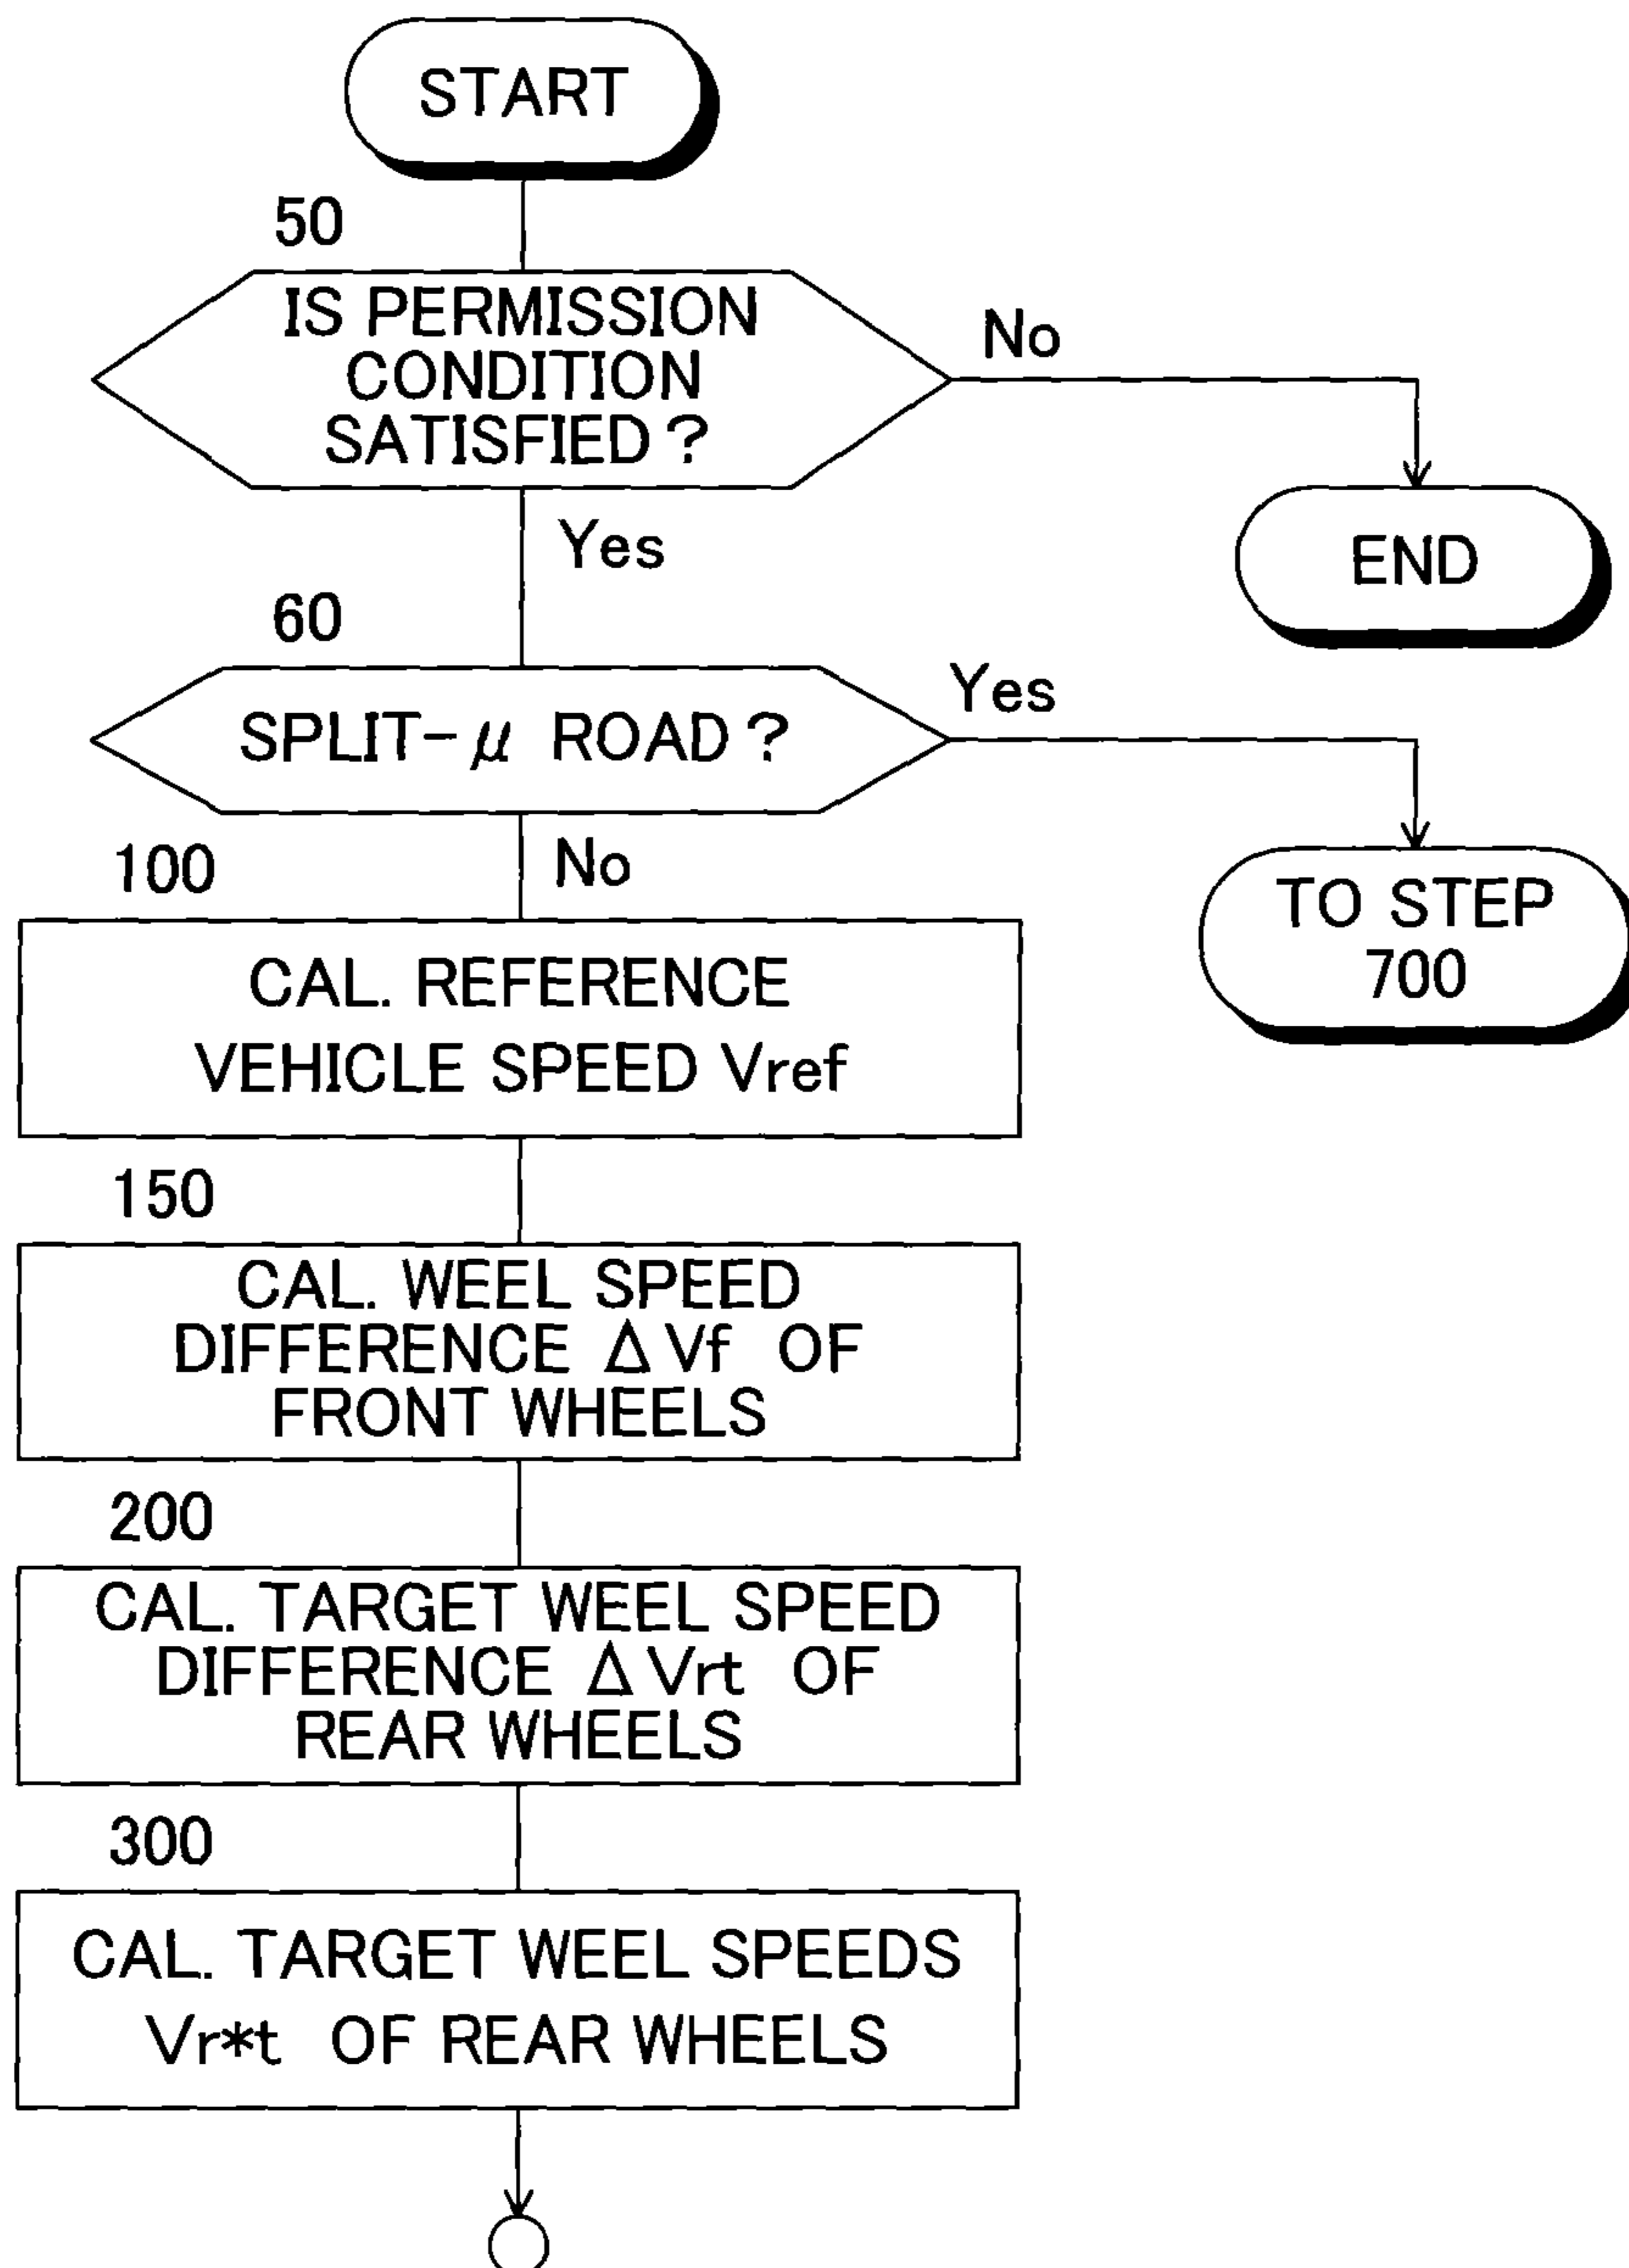 START
50
IS PERMISSION
CONDITION
SATISFIED ?
No
Yes
END
60
SPLIT-μ ROAD ?
Yes
No
TO STEP
700
100
CAL. REFERENCE
VEHICLE SPEED Vref
150
CAL. WEEL SPEED
DIFFERENCE ΔVf OF
FRONT WHEELS
200
CAL. TARGET WEEL SPEED
DIFFERENCE ΔVrt OF
REAR WHEELS
300
CAL. TARGET WEEL SPEEDS
Vr*t OF REAR WHEELS